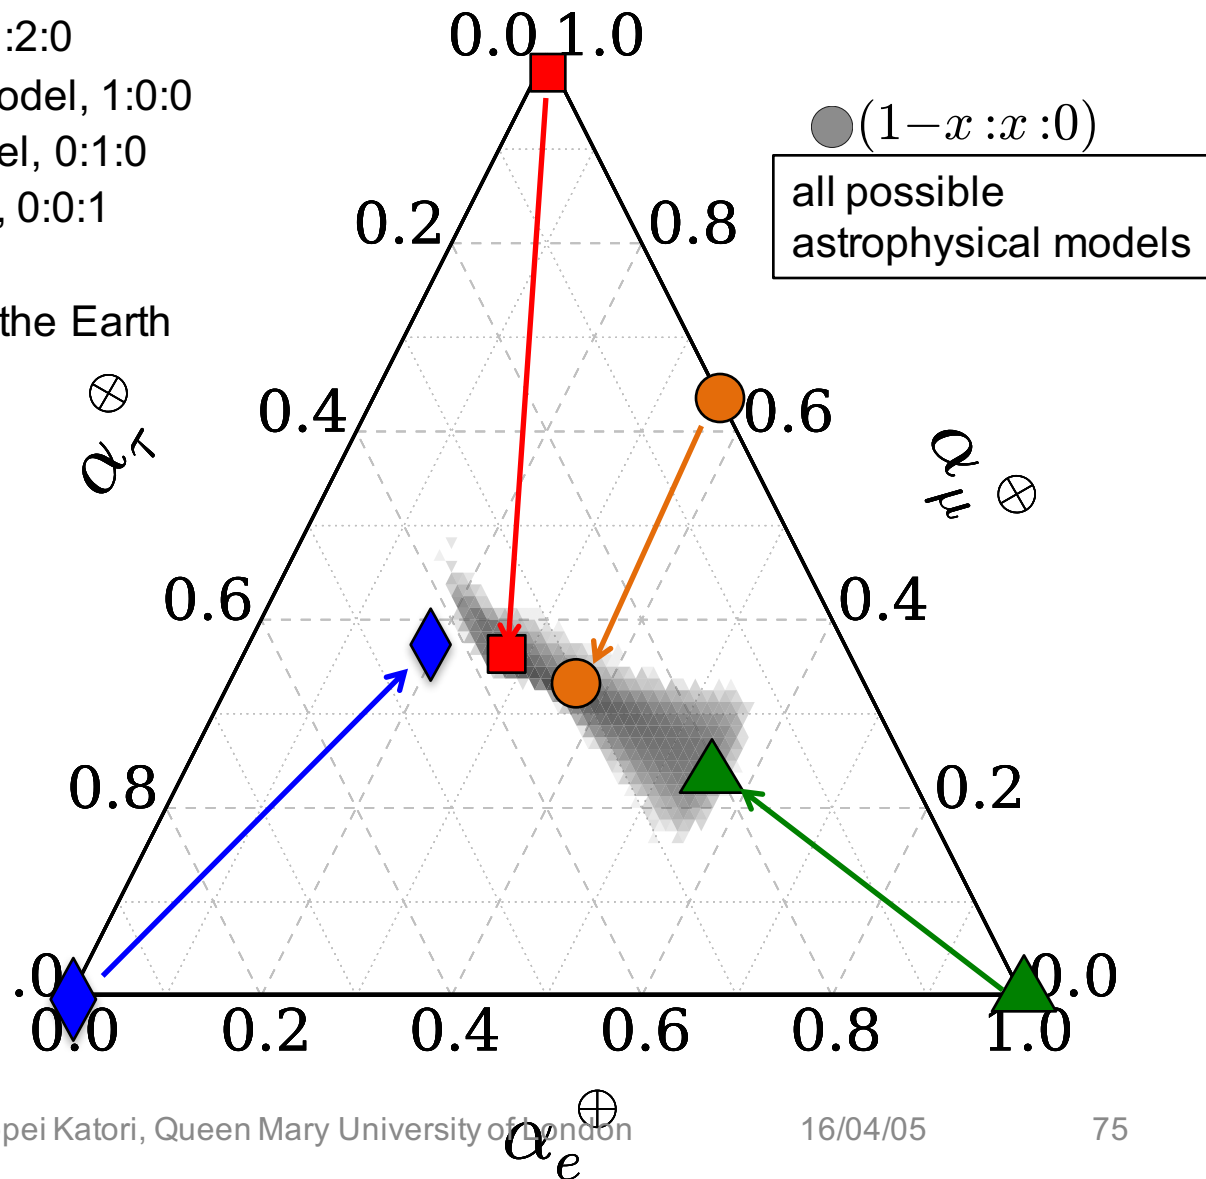 :2:0
odel, 1:0:0
el, 0:1:0
, 0:0:1
the Earth
0.0 1.0
(1−x:x:0)
all possible
astrophysical models
0.2
0.8
0.4
0.6
α_τ^⊗
α_μ^⊗
0.6
0.4
0.8
0.2
.0
0.0
0.0 0.2 0.4 0.6 0.8 1.0
α_e^⊕
pei Katori, Queen Mary University of London 16/04/05 75